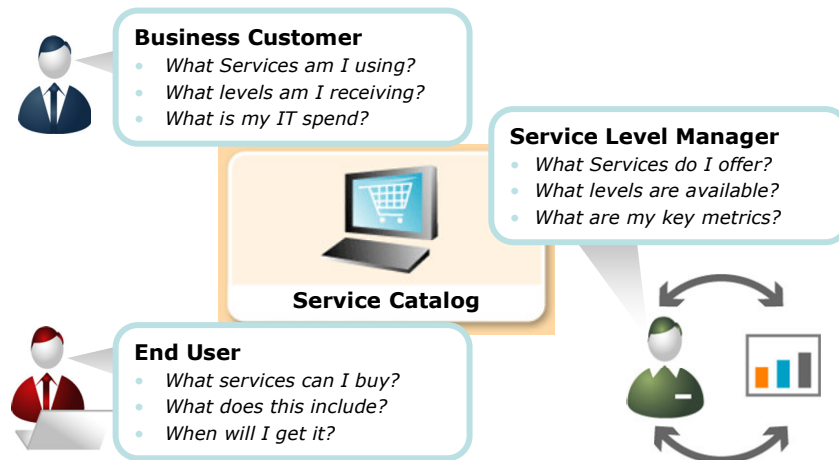 Business Customer
• What Services am I using?
• What levels am I receiving?
• What is my IT spend?
Service Level Manager
• What Services do I offer?
• What levels are available?
• What are my key metrics?
Service Catalog
End User
• What services can I buy?
• What does this include?
• When will I get it?